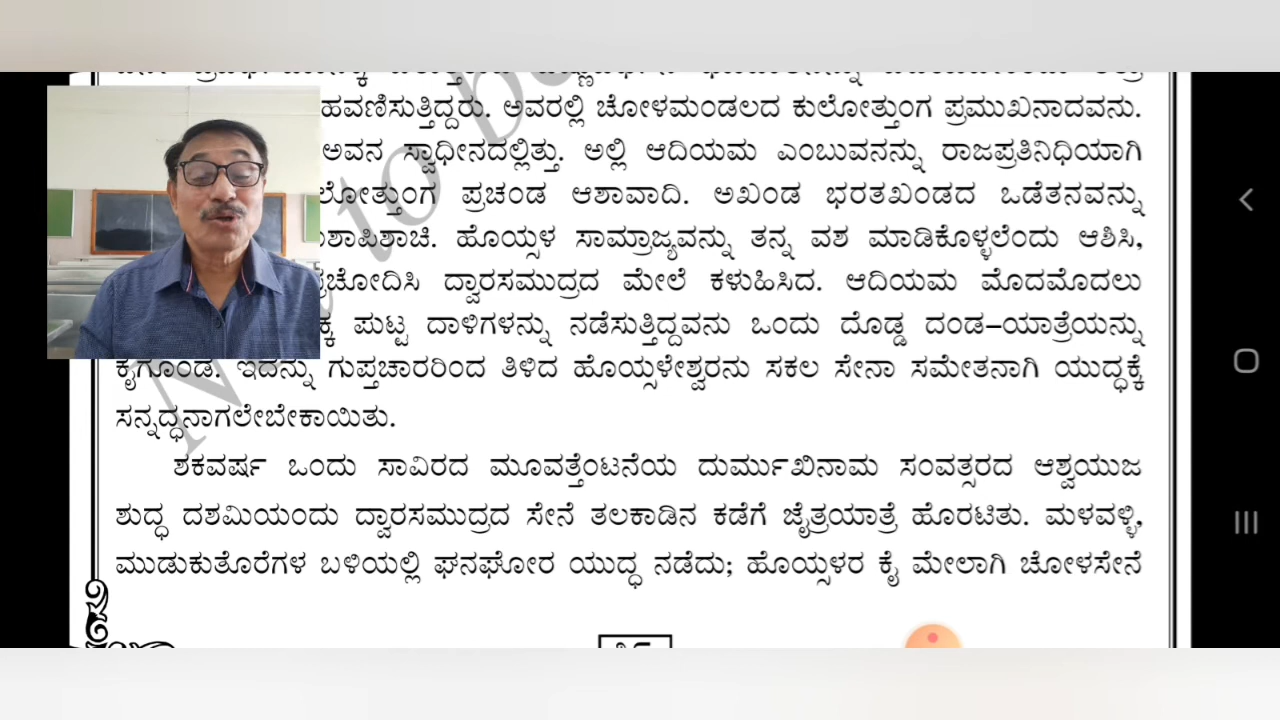 ಹವಣಿಸುತ್ತಿದ್ದರು. ಅವರಲ್ಲಿ ಚೋಳಮಂಡಲದ ಕುಲೋತ್ತುಂಗ ಪ್ರಮುಖನಾದವನು.
ಅವನ ಸ್ವಾಧೀನದಲ್ಲಿತ್ತು. ಅಲ್ಲಿ ಆದಿಯಮ ಎಂಬುವನನ್ನು ರಾಜಪ್ರತಿನಿಧಿಯಾಗಿ
ಲೋತ್ತುಂಗ ಪ್ರಚಂಡ ಆಶಾವಾದಿ. ಅಖಂಡ ಭರತಖಂಡದ ಒಡೆತನವನ್ನು
ಶಾಪಿಶಾಚಿ. ಹೊಯ್ಸಳ ಸಾಮ್ರಾಜ್ಯವನ್ನು ತನ್ನ ವಶ ಮಾಡಿಕೊಳ್ಳಲೆಂದು ಆಶಿಸಿ,
ಪ್ರಚೋದಿಸಿ ದ್ವಾರಸಮುದ್ರದ ಮೇಲೆ ಕಳುಹಿಸಿದ. ಆದಿಯಮ ಮೊದಮೊದಲು
ಪುಟ್ಟ ದಾಳಿಗಳನ್ನು ನಡೆಸುತ್ತಿದ್ದವನು ಒಂದು ದೊಡ್ಡ ದಂಡ–ಯಾತ್ರೆಯನ್ನು
ಕೈಗೊಂಡ. ಇದನ್ನು ಗುಪ್ತಚಾರರಿಂದ ತಿಳಿದ ಹೊಯ್ಸಳೇಶ್ವರನು ಸಕಲ ಸೇನಾ ಸಮೇತನಾಗಿ ಯುದ್ಧಕ್ಕೆ
ಸನ್ನದ್ಧನಾಗಲೇಬೇಕಾಯಿತು.
ಶಕವರ್ಷ ಒಂದು ಸಾವಿರದ ಮೂವತ್ತೆಂಟನೆಯ ದುರ್ಮುಖಿನಾಮ ಸಂವತ್ಸರದ ಆಶ್ವಯುಜ
ಶುದ್ಧ ದಶಮಿಯಂದು ದ್ವಾರಸಮುದ್ರದ ಸೇನೆ ತಲಕಾಡಿನ ಕಡೆಗೆ ಜೈತ್ರಯಾತ್ರೆ ಹೊರಟಿತು. ಮಳವಳ್ಳಿ,
ಮುಡುಕುತೊರೆಗಳ ಬಳಿಯಲ್ಲಿ ಘನಘೋರ ಯುದ್ಧ ನಡೆದು; ಹೊಯ್ಸಳರ ಕೈ ಮೇಲಾಗಿ ಚೋಳಸೇನೆ